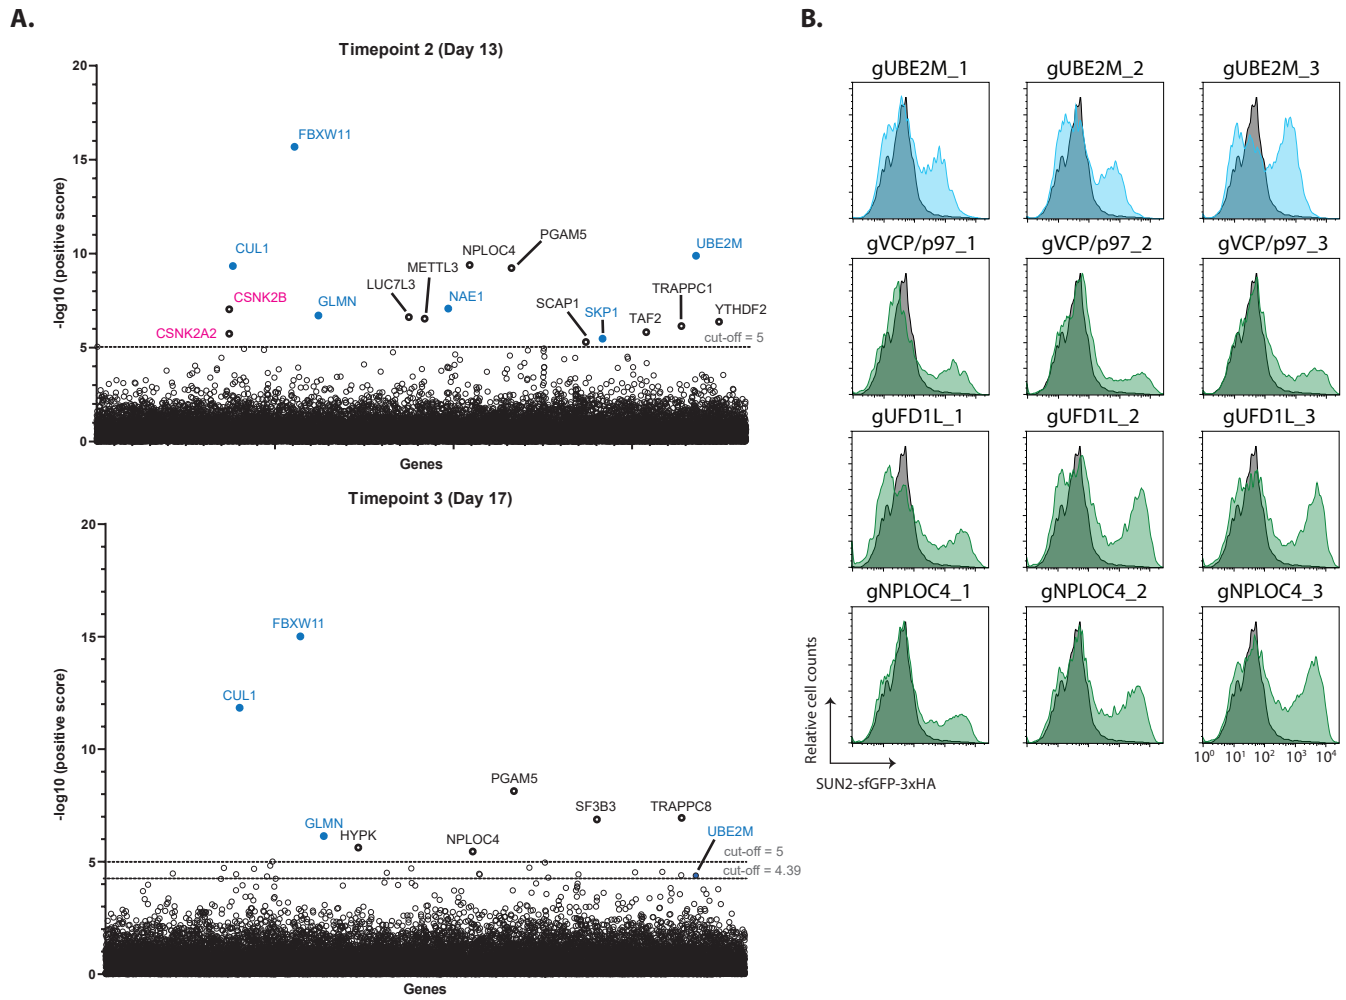 A.
Timepoint 2 (Day 13)
20
15
10
5
0
-log10 (positive score)
FBXW11
CUL1
CSNK2B
CSNK2A2
GLMN
LUC7L3
METTL3
NAE1
NPLOC4
PGAM5
SCAP1
SKP1
TAF2
TRAPPC1
UBE2M
YTHDF2
cut-off = 5
Genes
Timepoint 3 (Day 17)
20
15
10
5
0
-log10 (positive score)
FBXW11
CUL1
GLMN
HYPK
NPLOC4
PGAM5
SF3B3
TRAPPC8
UBE2M
cut-off = 5
cut-off = 4.39
Genes
B.
gUBE2M_1
gUBE2M_2
gUBE2M_3
gVCP/p97_1
gVCP/p97_2
gVCP/p97_3
gUFD1L_1
gUFD1L_2
gUFD1L_3
gNPLOC4_1
gNPLOC4_2
gNPLOC4_3
Relative cell counts
SUN2-sfGFP-3xHA
10⁰ 10¹ 10² 10³ 10⁴